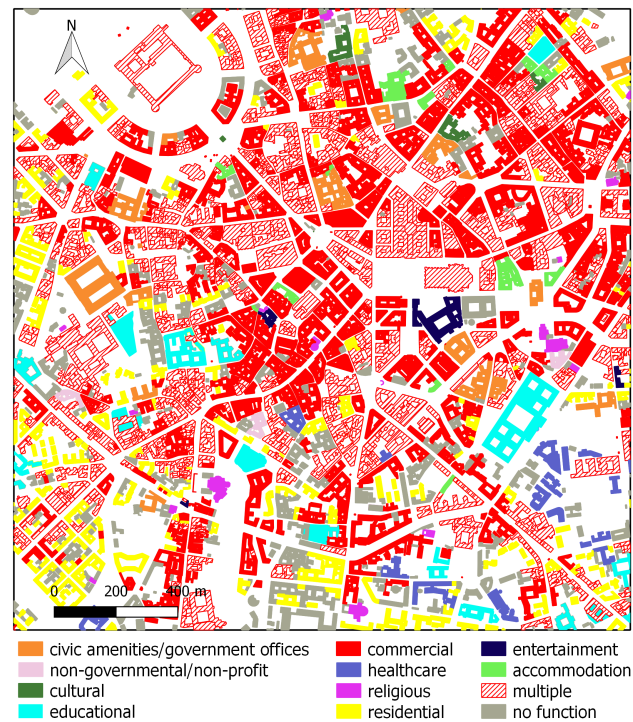 N
0 200 400 m
civic amenities/government offices commercial entertainment
non-governmental/non-profit healthcare accommodation
cultural religious multiple
educational residential no function